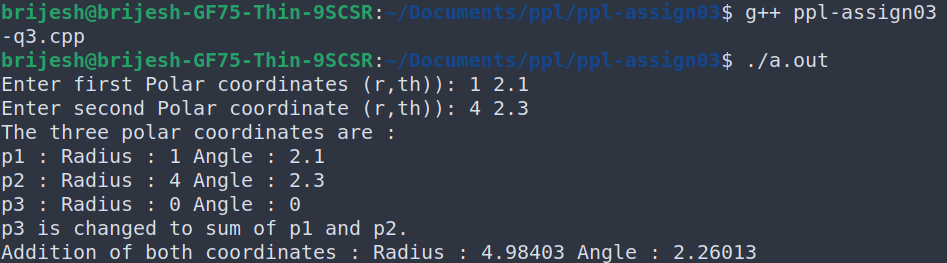 brijesh@brijesh-GF75-Thin-9SCSR:~/Documents/ppl/ppl-assign03$ g++ ppl-assign03
-q3.cpp
brijesh@brijesh-GF75-Thin-9SCSR:~/Documents/ppl/ppl-assign03$ ./a.out
Enter first Polar coordinates (r,th)): 1 2.1
Enter second Polar coordinate (r,th)): 4 2.3
The three polar coordinates are :
p1 : Radius : 1 Angle : 2.1
p2 : Radius : 4 Angle : 2.3
p3 : Radius : 0 Angle : 0
p3 is changed to sum of p1 and p2.
Addition of both coordinates : Radius : 4.98403 Angle : 2.26013